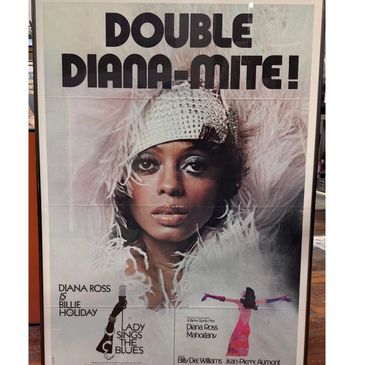 DOUBLE
DIANA-MITE!
DIANA ROSS
IS
BILLIE
HOLIDAY
LADY
SINGS
THE
BLUES
Diana Ross
Mahogany
Billy Dee Williams Jean-Pierre Aumont